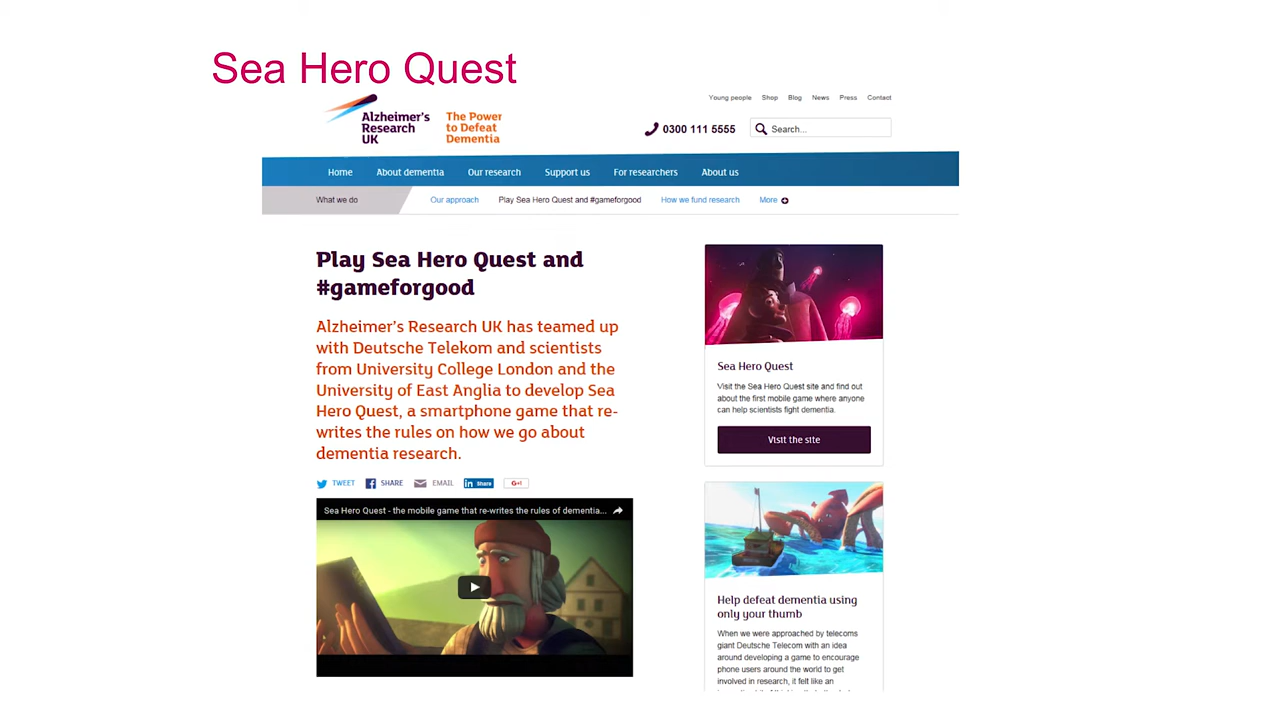 Sea Hero Quest
Young people Shop Blog News Press Contact
Alzheimer's
Research
UK
The Power
to Defeat
Dementia
0300 111 5555
Search...
Home About dementia Our research Support us For researchers About us
What we do Our approach Play Sea Hero Quest and #gameforgood How we fund research More
Play Sea Hero Quest and
#gameforgood
Alzheimer's Research UK has teamed up
with Deutsche Telekom and scientists
from University College London and the
University of East Anglia to develop Sea
Hero Quest, a smartphone game that re-
writes the rules on how we go about
dementia research.
TWEET SHARE EMAIL in Share G+1
Sea Hero Quest - the mobile game that re-writes the rules of dementia...
Sea Hero Quest
Visit the Sea Hero Quest site and find out
about the first mobile game where anyone
can help scientists fight dementia.
Visit the site
Help defeat dementia using
only your thumb
When we were approached by telecoms
giant Deutsche Telecom with an idea
around developing a game to encourage
phone users around the world to get
involved in research, it felt like an